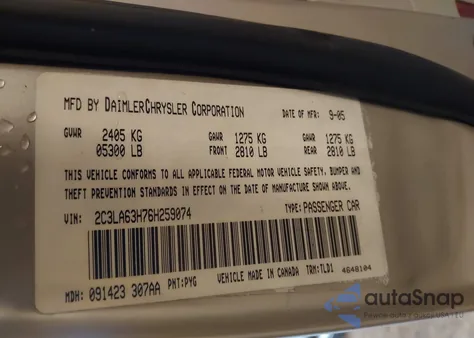 MFD BY DAIMLERCHRYSLER CORPORATION DATE OF MFR: 9-05
GVWR 2405 KG GAWR 1275 KG GAWR 1275 KG
05300 LB FRONT 2810 LB REAR 2810 LB
THIS VEHICLE CONFORMS TO ALL APPLICABLE FEDERAL MOTOR VEHICLE SAFETY, BUMPER AND
THEFT PREVENTION STANDARDS IN EFFECT ON THE DATE OF MANUFACTURE SHOWN ABOVE.
VIN: 2C3LA63H76H259074 TYPE: PASSENGER CAR
MDH: 091423 307AA PNT: PYG VEHICLE MADE IN CANADA TRM: TLD1 4648104
autoSnap